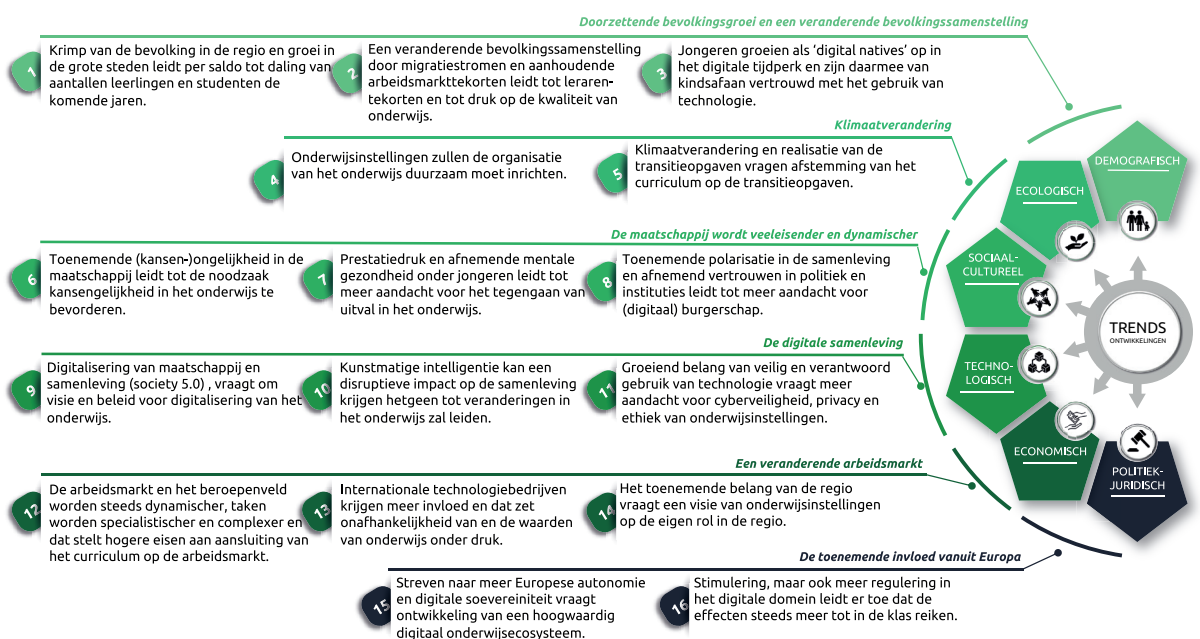 Doorzettende bevolkingsgroei en een veranderende bevolkingssamenstelling
1
Krimp van de bevolking in de regio en groei in
de grote steden leidt per saldo tot daling van
aantallen leerlingen en studenten de
komende jaren.
2
Een veranderende bevolkingssamenstelling
door migratiestromen en aanhoudende
arbeidsmarkttekorten leidt tot leraren-
tekorten en tot druk op de kwaliteit van
onderwijs.
3
Jongeren groeien als ‘digital natives’ op in
het digitale tijdperk en zijn daarmee van
kindsafaan vertrouwd met het gebruik van
technologie.
Klimaatverandering
4
Onderwijsinstellingen zullen de organisatie
van het onderwijs duurzaam moet inrichten.
5
Klimaatverandering en realisatie van de
transitieopgaven vragen afstemming van het
curriculum op de transitieopgaven.
De maatschappij wordt veeleisender en dynamischer
6
Toenemende (kansen-)ongelijkheid in de
maatschappij leidt tot de noodzaak
kansengelijkheid in het onderwijs te
bevorderen.
7
Prestatiedruk en afnemende mentale
gezondheid onder jongeren leidt tot
meer aandacht voor het tegengaan van
uitval in het onderwijs.
8
Toenemende polarisatie in de samenleving
en afnemend vertrouwen in politiek en
instituties leidt tot meer aandacht voor
(digitaal) burgerschap.
De digitale samenleving
9
Digitalisering van maatschappij en
samenleving (society 5.0) , vraagt om
visie en beleid voor digitalisering van het
onderwijs.
10
Kunstmatige intelligentie kan een
disruptieve impact op de samenleving
krijgen hetgeen tot veranderingen in
het onderwijs zal leiden.
11
Groeiend belang van veilig en verantwoord
gebruik van technologie vraagt meer
aandacht voor cyberveiligheid, privacy en
ethiek van onderwijsinstellingen.
Een veranderende arbeidsmarkt
12
De arbeidsmarkt en het beroepenveld
worden steeds dynamischer, taken
worden specialistischer en complexer en
dat stelt hogere eisen aan aansluiting van
het curriculum op de arbeidsmarkt.
13
Internationale technologiebedrijven
krijgen meer invloed en dat zet
onafhankelijkheid van en de waarden
van onderwijs onder druk.
14
Het toenemende belang van de regio
vraagt een visie van onderwijsinstellingen
op de eigen rol in de regio.
De toenemende invloed vanuit Europa
15
Streven naar meer Europese autonomie
en digitale soevereiniteit vraagt
ontwikkeling van een hoogwaardig
digitaal onderwijsecosysteem.
16
Stimulering, maar ook meer regulering in
het digitale domein leidt er toe dat de
effecten steeds meer tot in de klas reiken.
DEMOGRAFISCH
ECOLOGISCH
SOCIAAL-
CULTUREEL
TECHNO-
LOGISCH
ECONOMISCH
POLITIEK-
JURIDISCH
TRENDS
ONTWIKKELINGEN